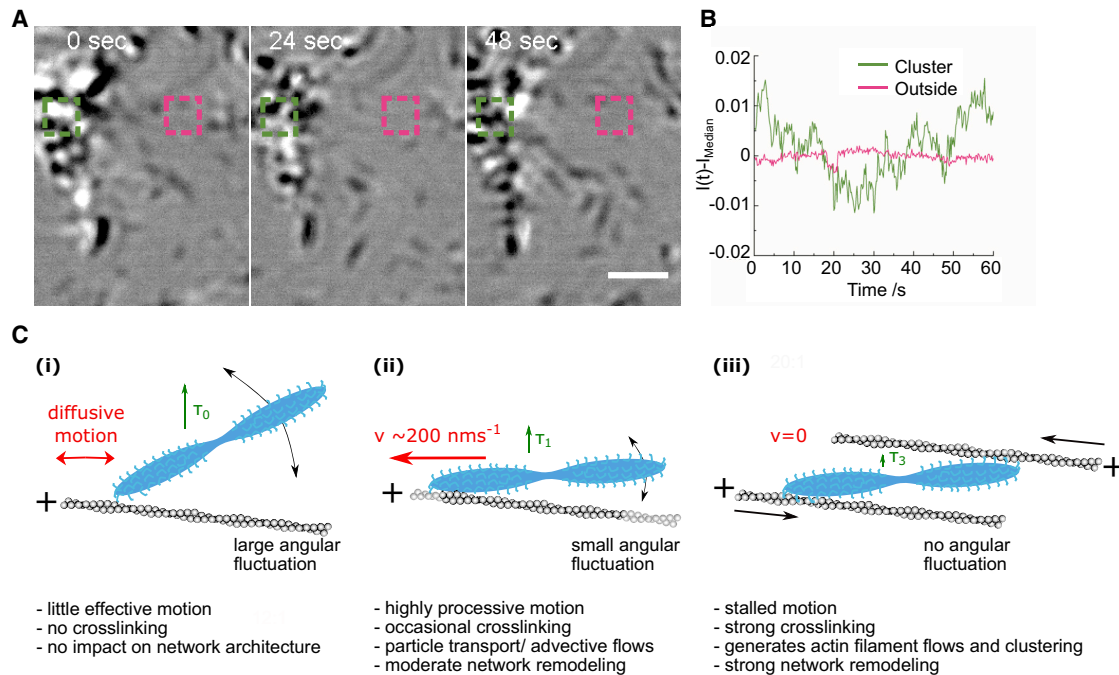 A
0 sec
24 sec
48 sec
B
Cluster
Outside
I(t)-I_Median
0.02
0.01
0
-0.01
-0.02
0 10 20 30 40 50 60
Time /s
C
(i)
diffusive
motion
τ0
+
large angular
fluctuation
- little effective motion
- no crosslinking
- no impact on network architecture
(ii)
v ~200 nms-1
τ1
+
small angular
fluctuation
- highly processive motion
- occasional crosslinking
- particle transport/ advective flows
- moderate network remodeling
(iii)
v=0
τ3
+
+
no angular
fluctuation
- stalled motion
- strong crosslinking
- generates actin filament flows and clustering
- strong network remodeling